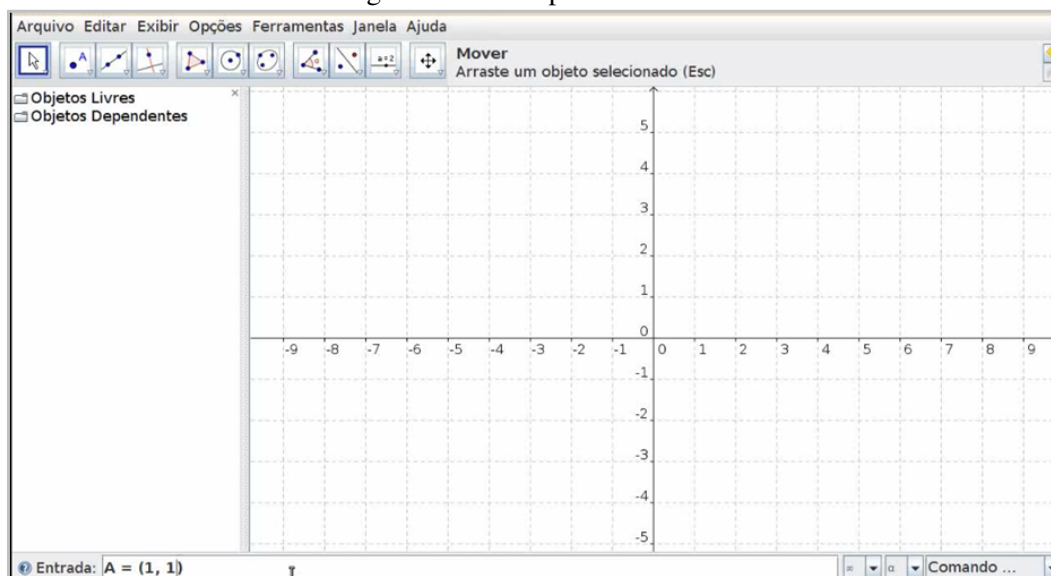 Arquivo Editar Exibir Opções Ferramentas Janela Ajuda
A
a=2
Mover
Arraste um objeto selecionado (Esc)
Objetos Livres
Objetos Dependentes
5
4
3
2
1
0
-9 -8 -7 -6 -5 -4 -3 -2 -1 0 1 2 3 4 5 6 7 8 9
-1
-2
-3
-4
-5
Entrada: A = (1, 1)
α Comando ...